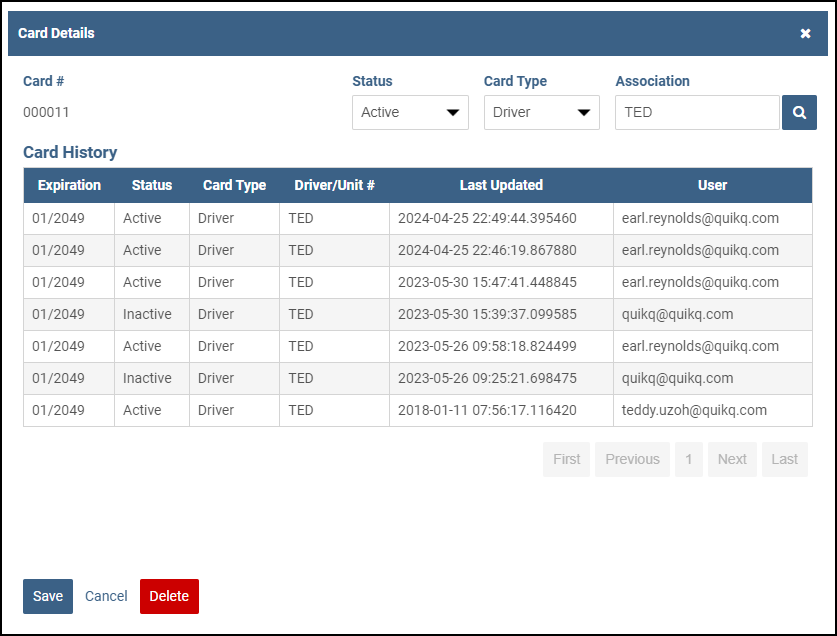 Card Details
Card # Status Card Type Association
000011 Active Driver TED
Card History
Expiration Status Card Type Driver/Unit # Last Updated User
01/2049 Active Driver TED 2024-04-25 22:49:44.395460 earl.reynolds@quikq.com
01/2049 Active Driver TED 2024-04-25 22:46:19.867880 earl.reynolds@quikq.com
01/2049 Active Driver TED 2023-05-30 15:47:41.448845 earl.reynolds@quikq.com
01/2049 Inactive Driver TED 2023-05-30 15:39:37.099585 quikq@quikq.com
01/2049 Active Driver TED 2023-05-26 09:58:18.824499 earl.reynolds@quikq.com
01/2049 Inactive Driver TED 2023-05-26 09:25:21.698475 quikq@quikq.com
01/2049 Active Driver TED 2018-01-11 07:56:17.116420 teddy.uzoh@quikq.com
First Previous 1 Next Last
Save Cancel Delete